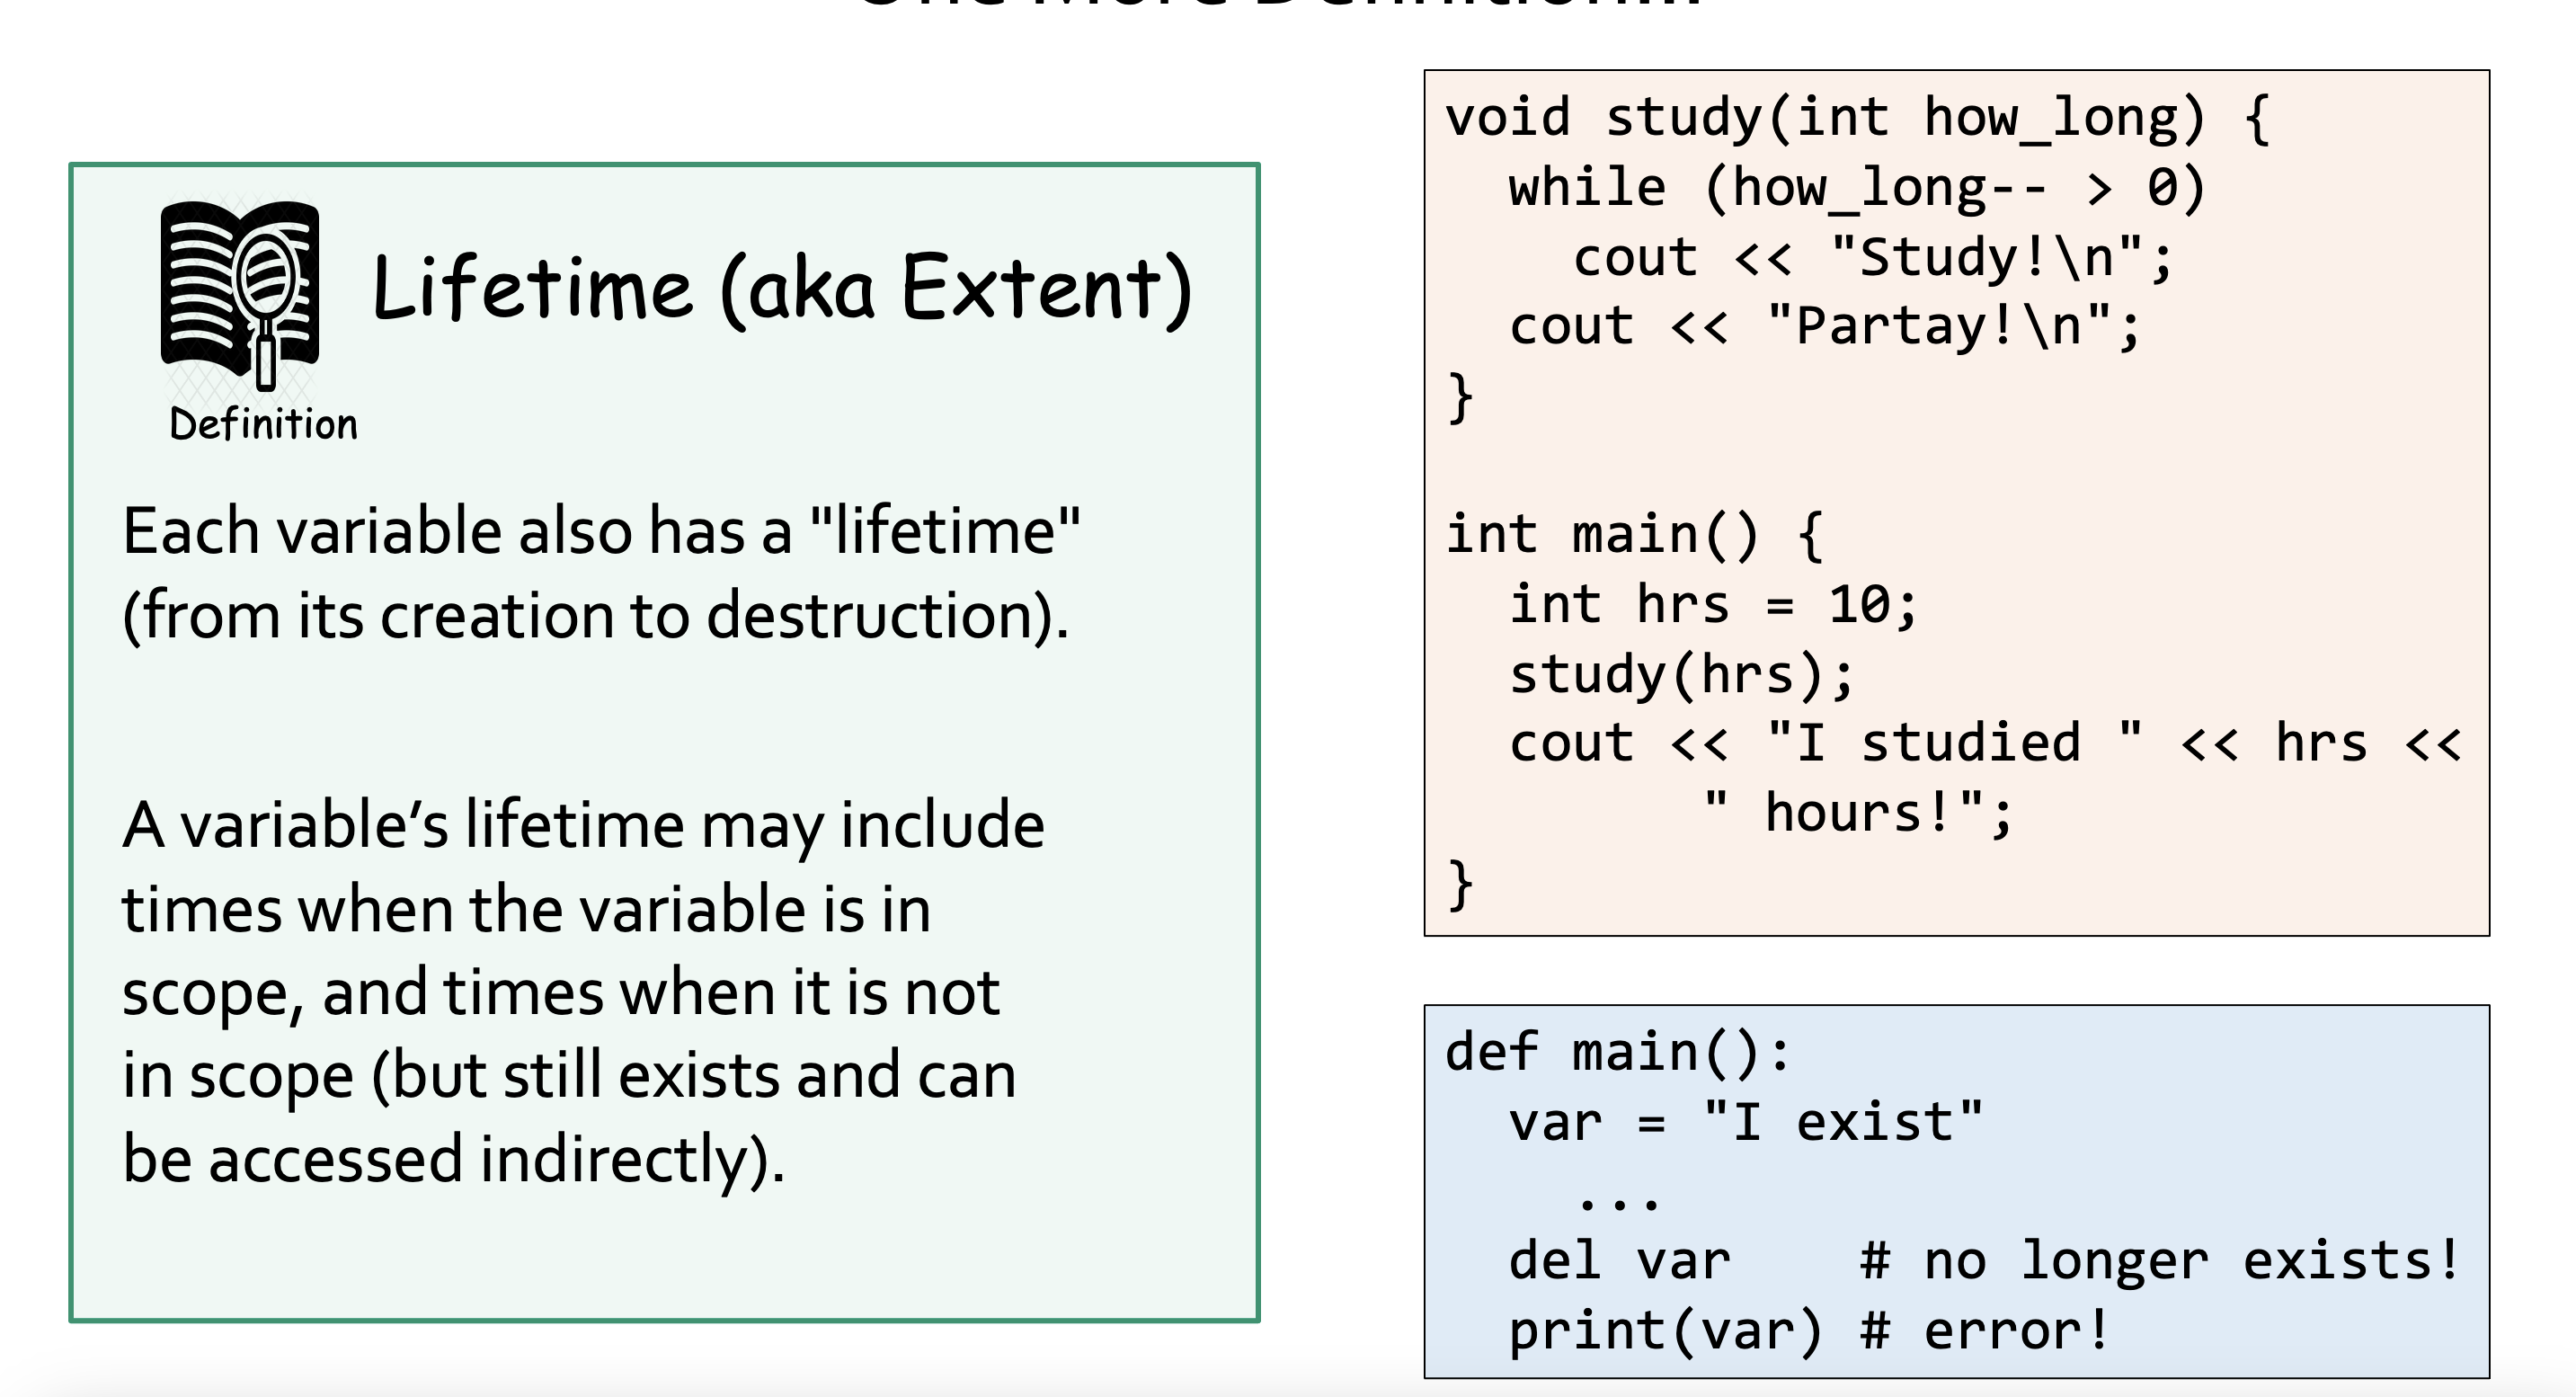 One More Definition...
Lifetime (aka Extent)
Definition
Each variable also has a "lifetime"
(from its creation to destruction).
A variable’s lifetime may include
times when the variable is in
scope, and times when it is not
in scope (but still exists and can
be accessed indirectly).
void study(int how_long) {
  while (how_long-- > 0)
    cout << "Study!\n";
  cout << "Partay!\n";
}
int main() {
  int hrs = 10;
  study(hrs);
  cout << "I studied " << hrs <<
        " hours!";
}
def main():
  var = "I exist"
    ...
  del var    # no longer exists!
  print(var) # error!